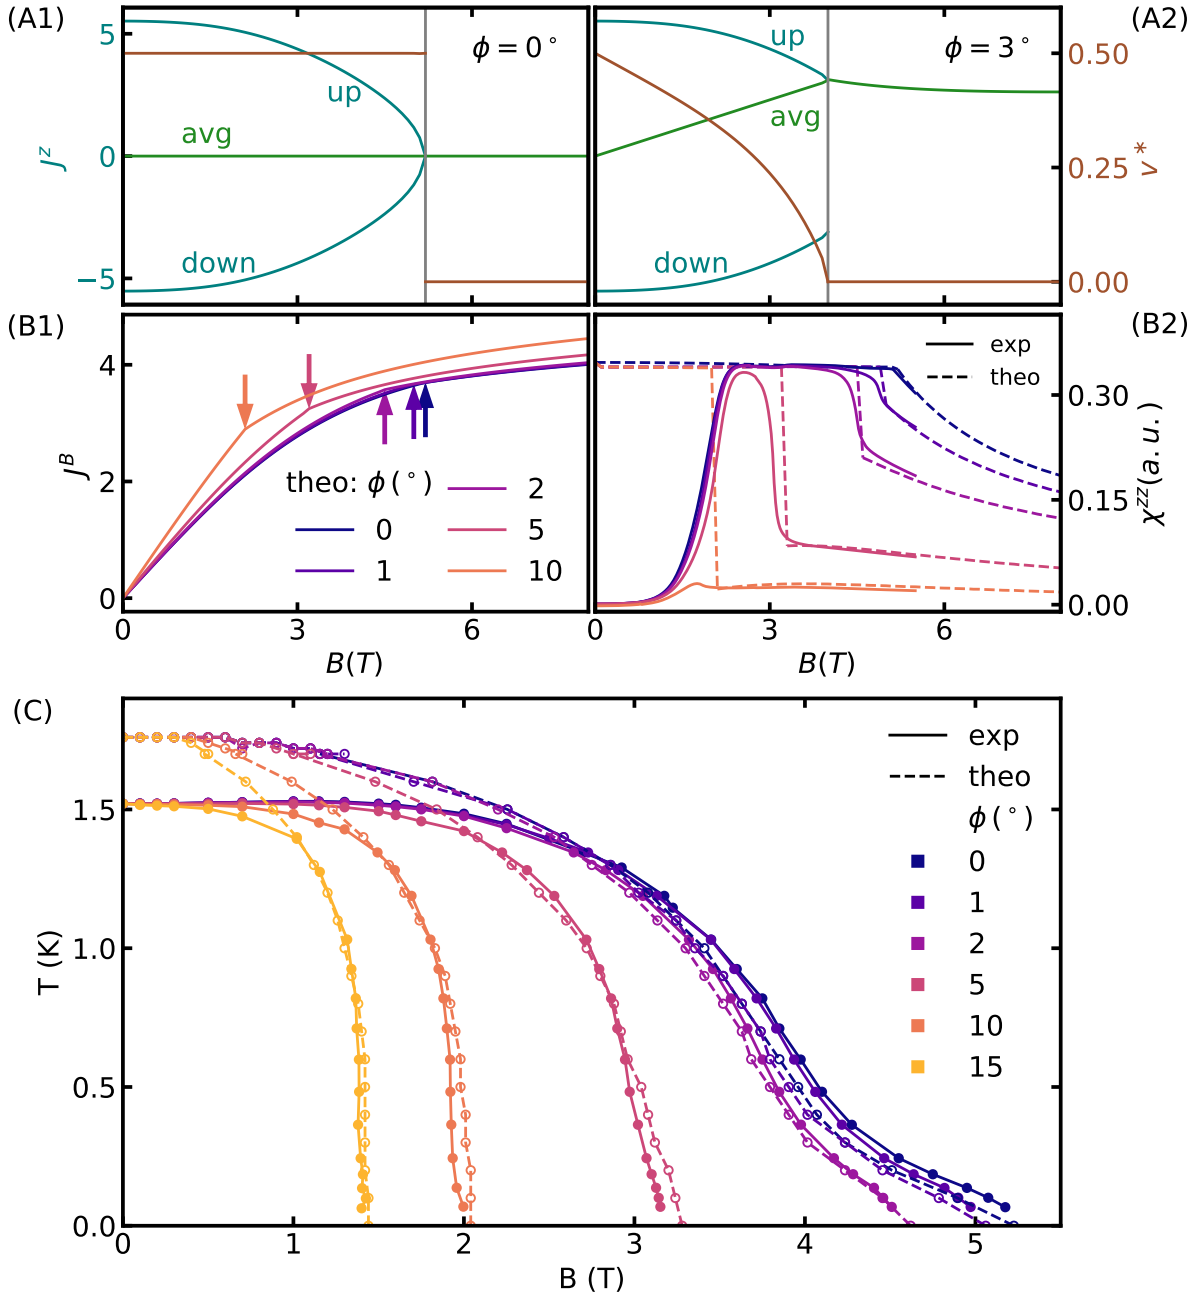 (A1)
5
0
−5
J^z
ϕ = 0°
up
avg
down
(A2)
ϕ = 3°
up
avg
down
0.50
0.25
0.00
v*
(B1)
4
2
0
J^B
theo: ϕ(°)
0
1
2
5
10
0 3 6
B(T)
(B2)
exp
theo
0.30
0.15
0.00
χ^zz(a.u.)
0 3 6
B(T)
(C)
1.5
1.0
0.5
0.0
T (K)
exp
theo
ϕ(°)
0
1
2
5
10
15
0 1 2 3 4 5
B (T)